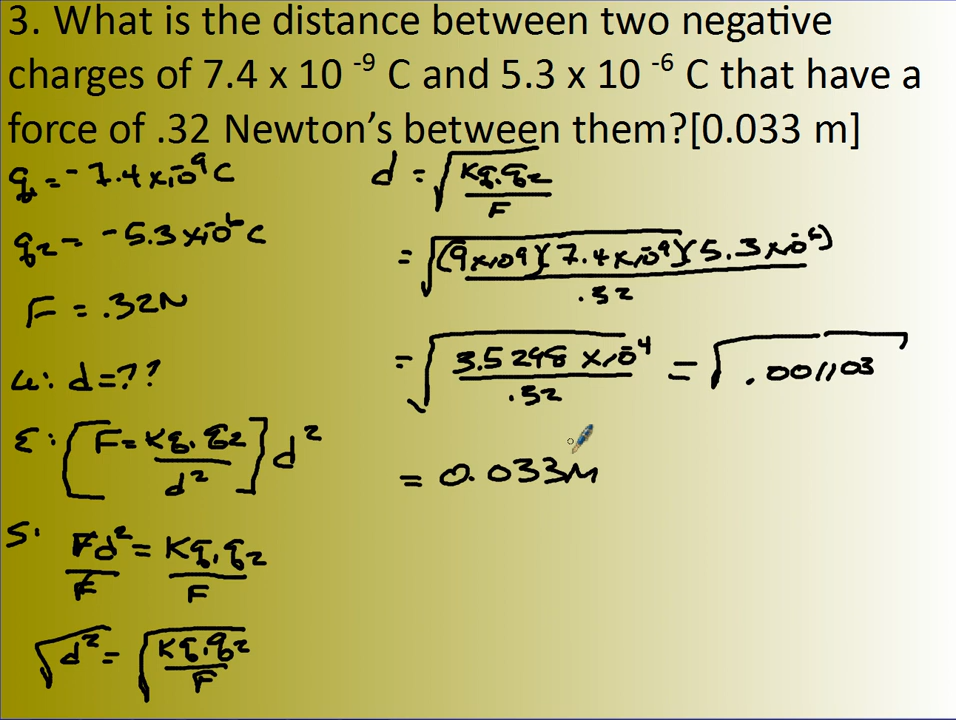 3. What is the distance between two negative
charges of 7.4 x 10 -9 C and 5.3 x 10 -6 C that have a
force of .32 Newton's between them?[0.033 m]
q1 = -7.4 x 10-9 C
q2 = -5.3 x 10-6 C
F = .32N
U: d = ??
E: [F = Kq1q2/d2] d2
S: Fd2/F = Kq1q2/F
√d2 = √Kq1q2/F
d = √Kq1q2/F
= √(9x10 9)(7.4x10-9)(5.3x10-6)/.32
= √3.5298 x 10-4/.32 = √.001103
= 0.033m